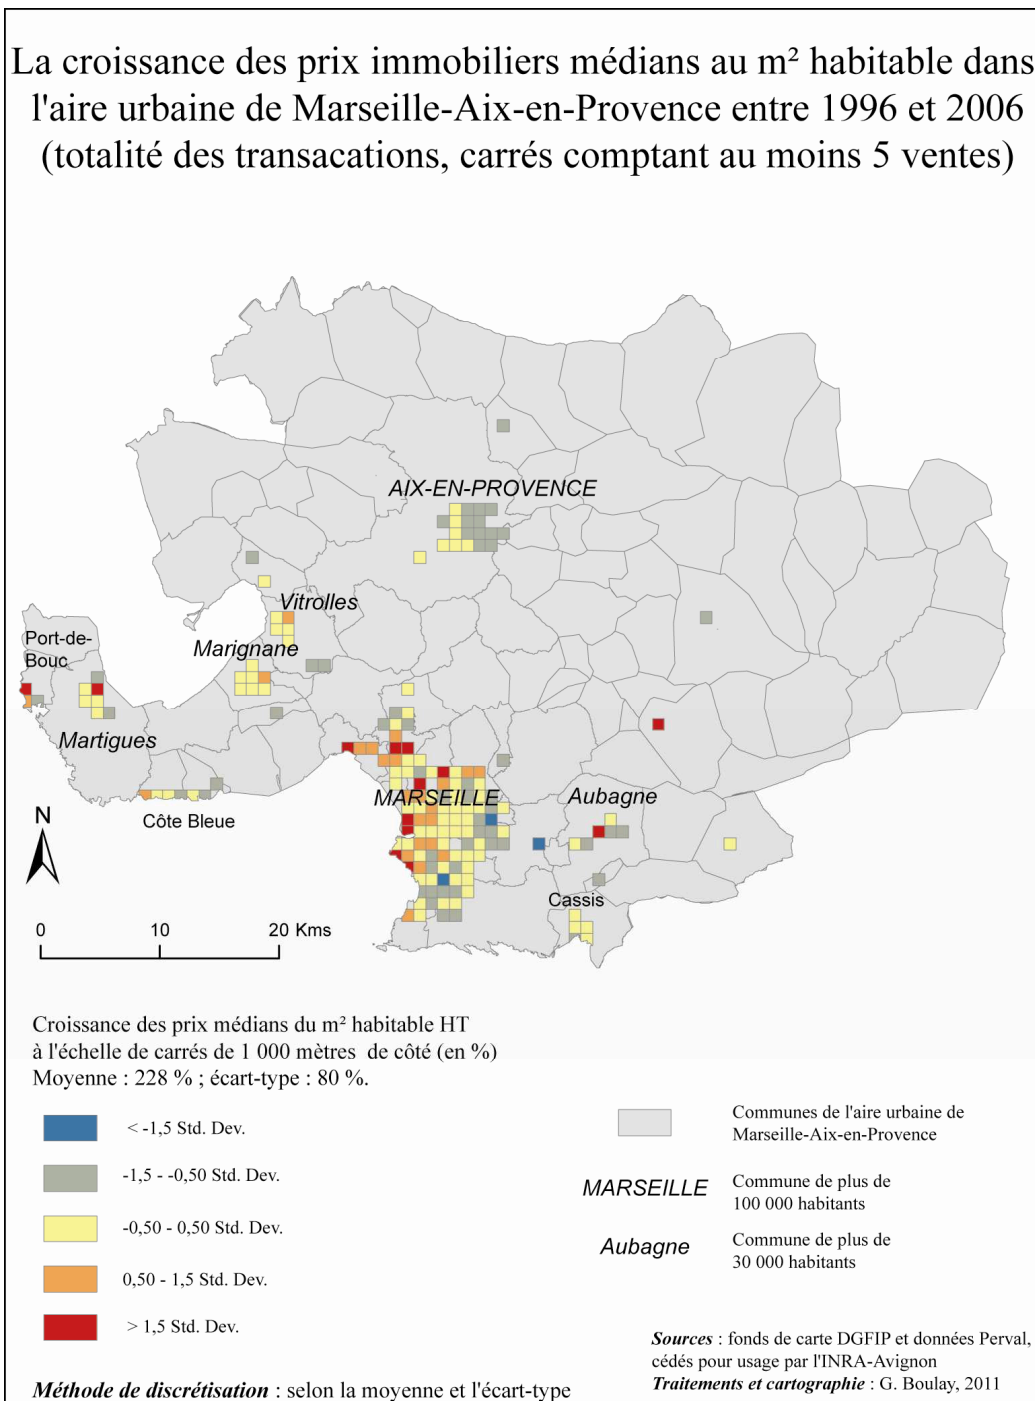 La croissance des prix immobiliers médians au m² habitable dans
l'aire urbaine de Marseille-Aix-en-Provence entre 1996 et 2006
(totalité des transacations, carrés comptant au moins 5 ventes)
AIX-EN-PROVENCE
Vitrolles
Port-de-
Bouc
Marignane
Martigues
MARSEILLE
Aubagne
Côte Bleue
Cassis
N
0 10 20 Kms
Croissance des prix médians du m² habitable HT
à l'échelle de carrés de 1 000 mètres de côté (en %)
Moyenne : 228 % ; écart-type : 80 %.
< -1,5 Std. Dev.
-1,5 - -0,50 Std. Dev.
-0,50 - 0,50 Std. Dev.
0,50 - 1,5 Std. Dev.
> 1,5 Std. Dev.
Communes de l'aire urbaine de
Marseille-Aix-en-Provence
MARSEILLE
Commune de plus de
100 000 habitants
Aubagne
Commune de plus de
30 000 habitants
Sources : fonds de carte DGFIP et données Perval,
cédés pour usage par l'INRA-Avignon
Traitements et cartographie : G. Boulay, 2011
Méthode de discrétisation : selon la moyenne et l'écart-type